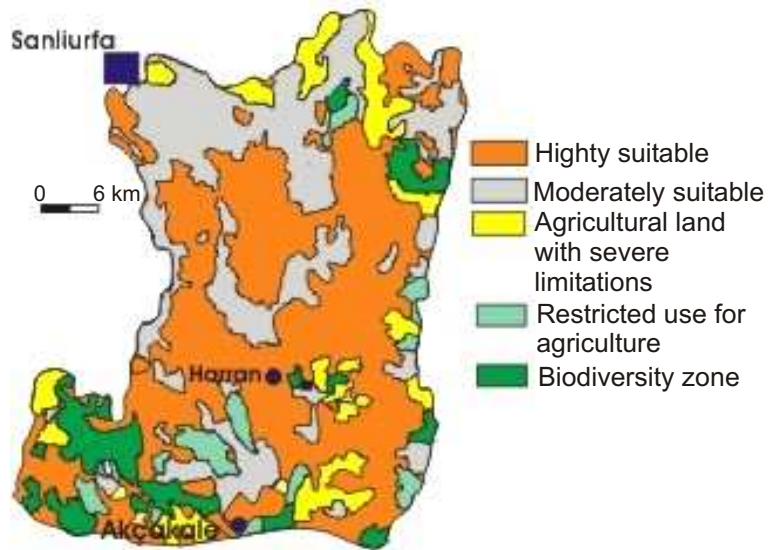 Sanliurfa
0 6 km
Harran
Akçakale
Highty suitable
Moderately suitable
Agricultural land
with severe
limitations
Restricted use for
agriculture
Biodiversity zone